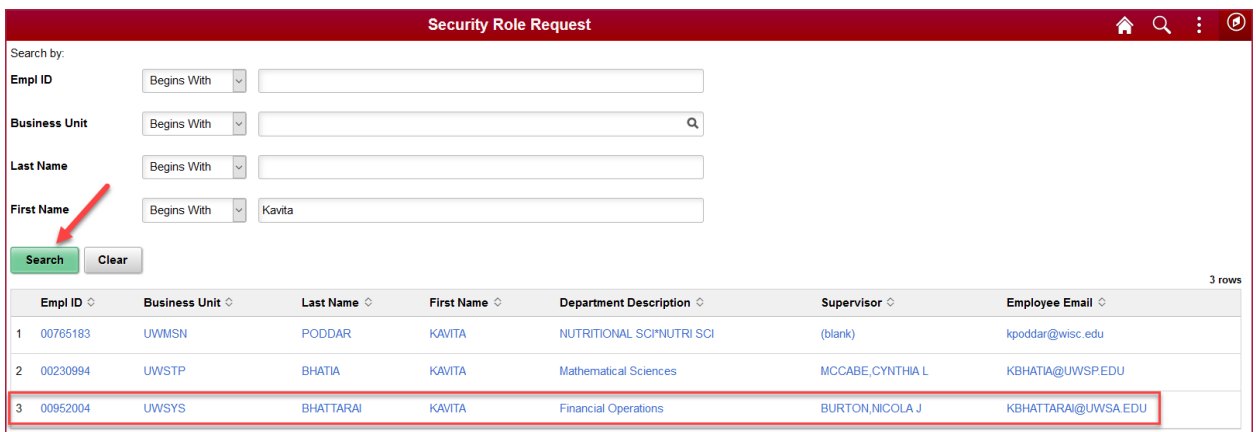 Security Role Request
Search by:
Empl ID Begins With
Business Unit Begins With
Last Name Begins With
First Name Begins With Kavita
Search Clear
3 rows
Empl ID Business Unit Last Name First Name Department Description Supervisor Employee Email
1 00765183 UWMSN PODDAR KAVITA NUTRITIONAL SCI*NUTRI SCI (blank) kpoddar@wisc.edu
2 00230994 UWSTP BHATIA KAVITA Mathematical Sciences MCCABE,CYNTHIA L KBHATIA@UWSP.EDU
3 00952004 UWSYS BHATTARAI KAVITA Financial Operations BURTON,NICOLA J KBHATTARAI@UWSA.EDU